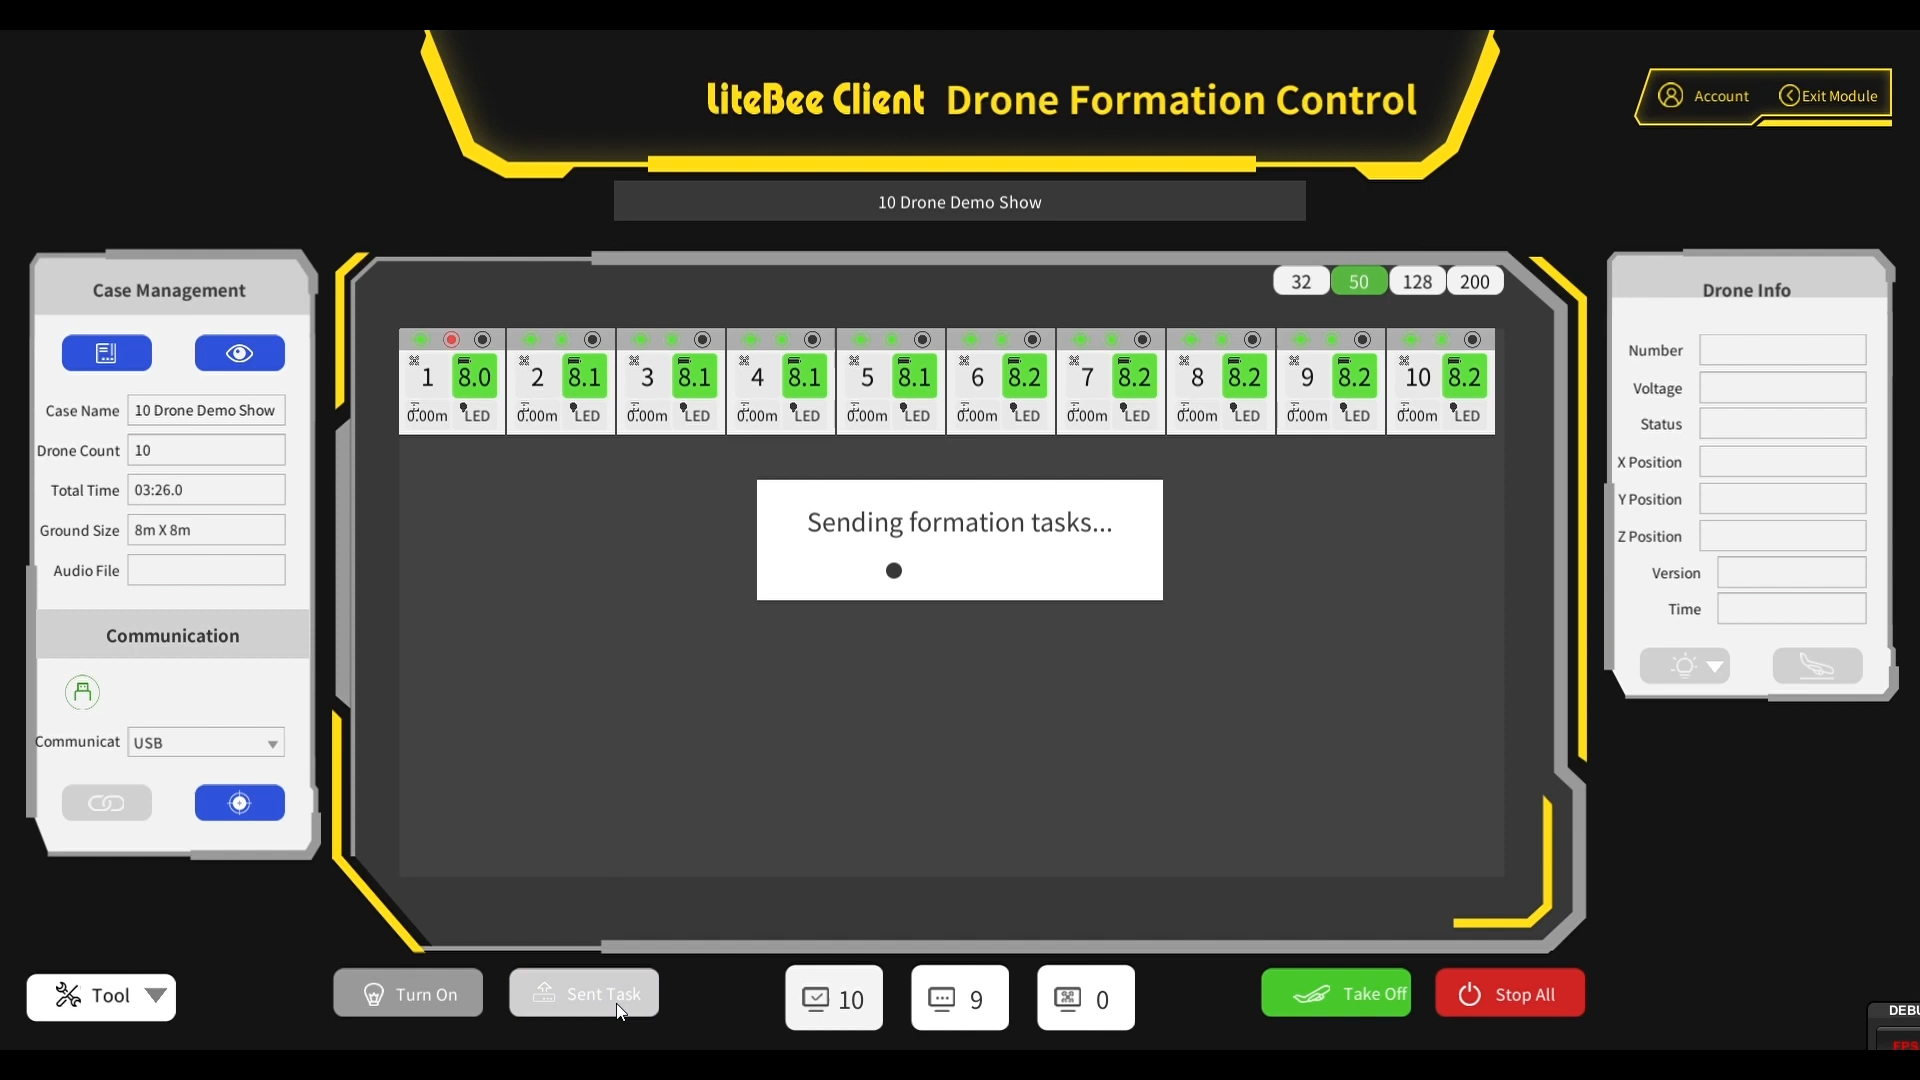 LiteBee Client Drone Formation Control
Account
Exit Module
10 Drone Demo Show
Case Management
Case Name 10 Drone Demo Show
Drone Count 10
Total Time 03:26.0
Ground Size 8m X 8m
Audio File
Communication
Communicat USB
32 50 128 200
1 8.0 2 8.1 3 8.1 4 8.1 5 8.1 6 8.2 7 8.2 8 8.2 9 8.2 10 8.2
0.00m LED 0.00m LED 0.00m LED 0.00m LED 0.00m LED 0.00m LED 0.00m LED 0.00m LED 0.00m LED 0.00m LED
Sending formation tasks...
Drone Info
Number
Voltage
Status
X Position
Y Position
Z Position
Version
Time
Tool
Turn On
Sent Task
10
9
0
Take Off
Stop All
DEBU
FPS